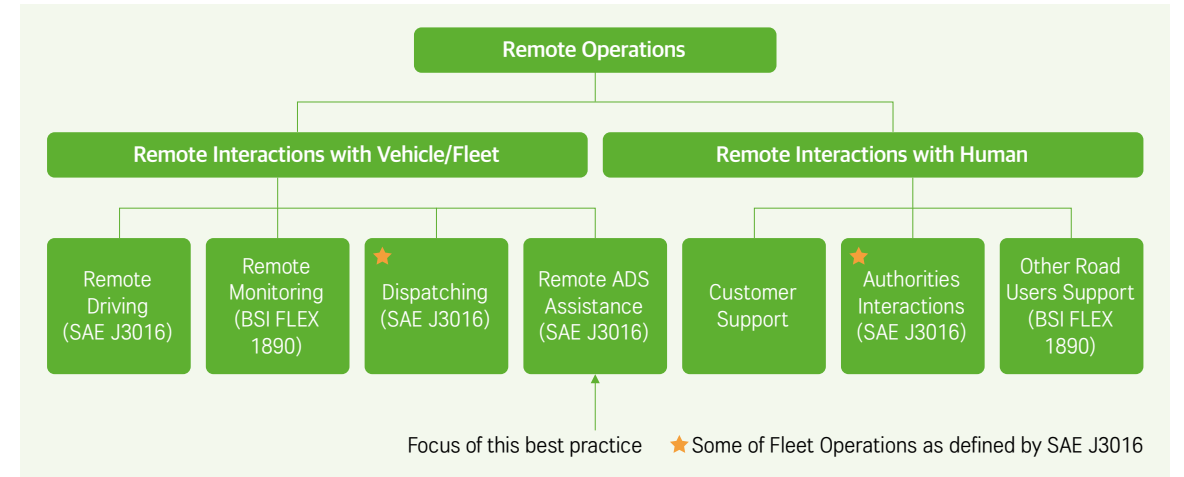 Remote Operations
Remote Interactions with Vehicle/Fleet
Remote Interactions with Human
Remote
Driving
(SAE J3016)
Remote
Monitoring
(BSI FLEX
1890)
Dispatching
(SAE J3016)
Remote ADS
Assistance
(SAE J3016)
Customer
Support
Authorities
Interactions
(SAE J3016)
Other Road
Users Support
(BSI FLEX
1890)
Focus of this best practice
Some of Fleet Operations as defined by SAE J3016